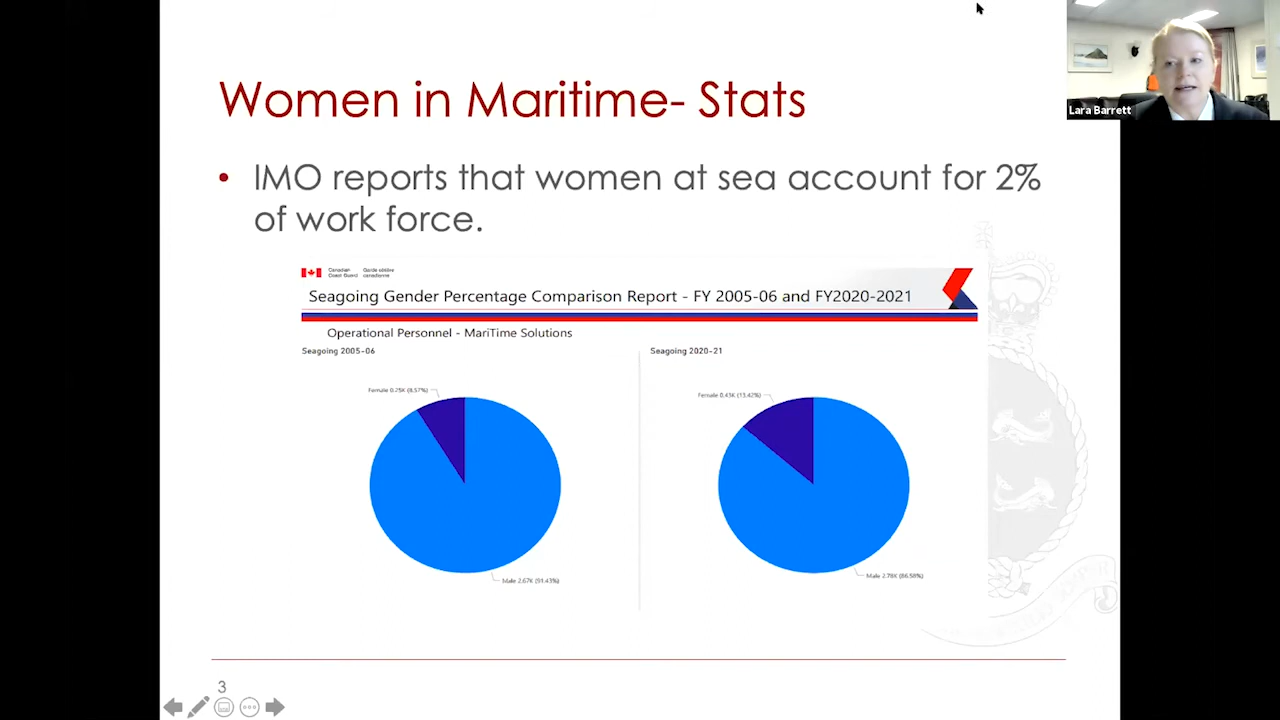 Women in Maritime- Stats
Lara Barrett
• IMO reports that women at sea account for 2%
of work force.
Canadian Garde côtière
Coast Guard canadienne
Seagoing Gender Percentage Comparison Report - FY 2005-06 and FY2020-2021
Operational Personnel - MariTime Solutions
Seagoing 2005-06
Seagoing 2020-21
Female 0.25K (8.57%)
Female 0.43K (13.42%)
Male 2.67K (91.43%)
Male 2.78K (86.58%)
3